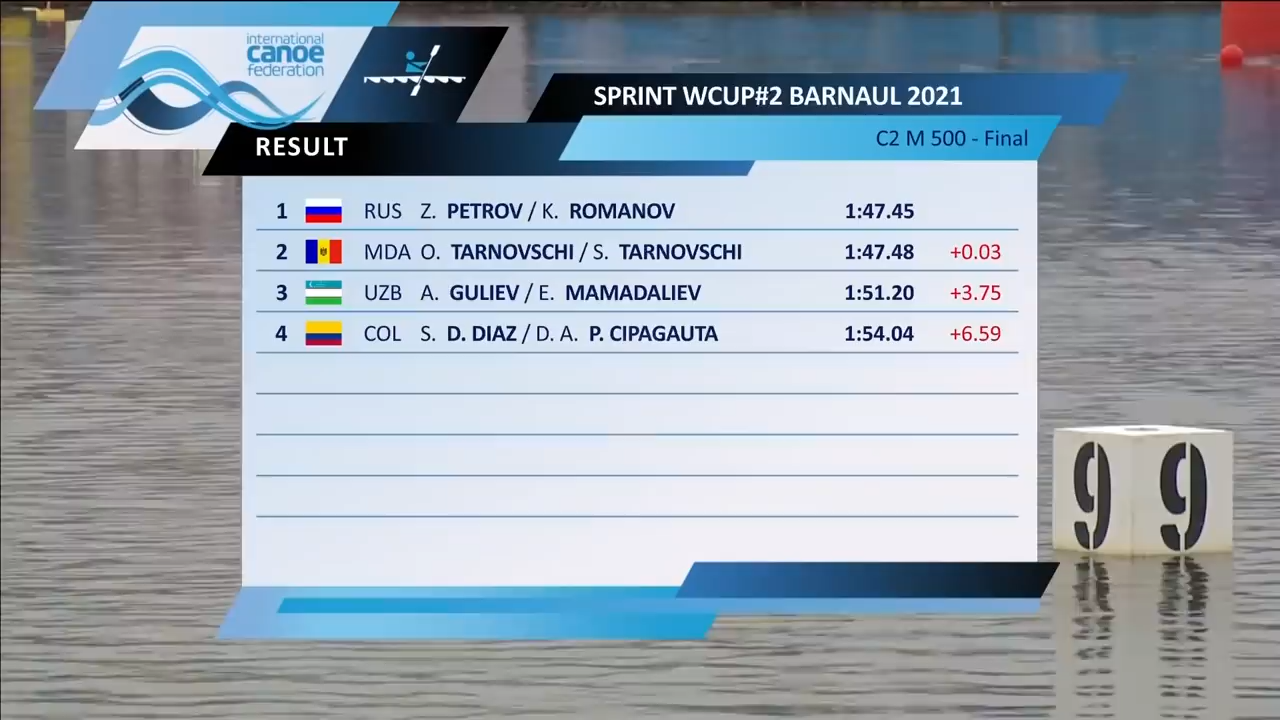 international
canoe
federation
SPRINT WCUP#2 BARNAUL 2021
C2 M 500 - Final
RESULT
1 RUS Z. PETROV / K. ROMANOV 1:47.45
2 MDA O. TARNOVSCHI / S. TARNOVSCHI 1:47.48 +0.03
3 UZB A. GULIEV / E. MAMADALIEV 1:51.20 +3.75
4 COL S. D. DIAZ / D. A. P. CIPAGAUTA 1:54.04 +6.59
9 9